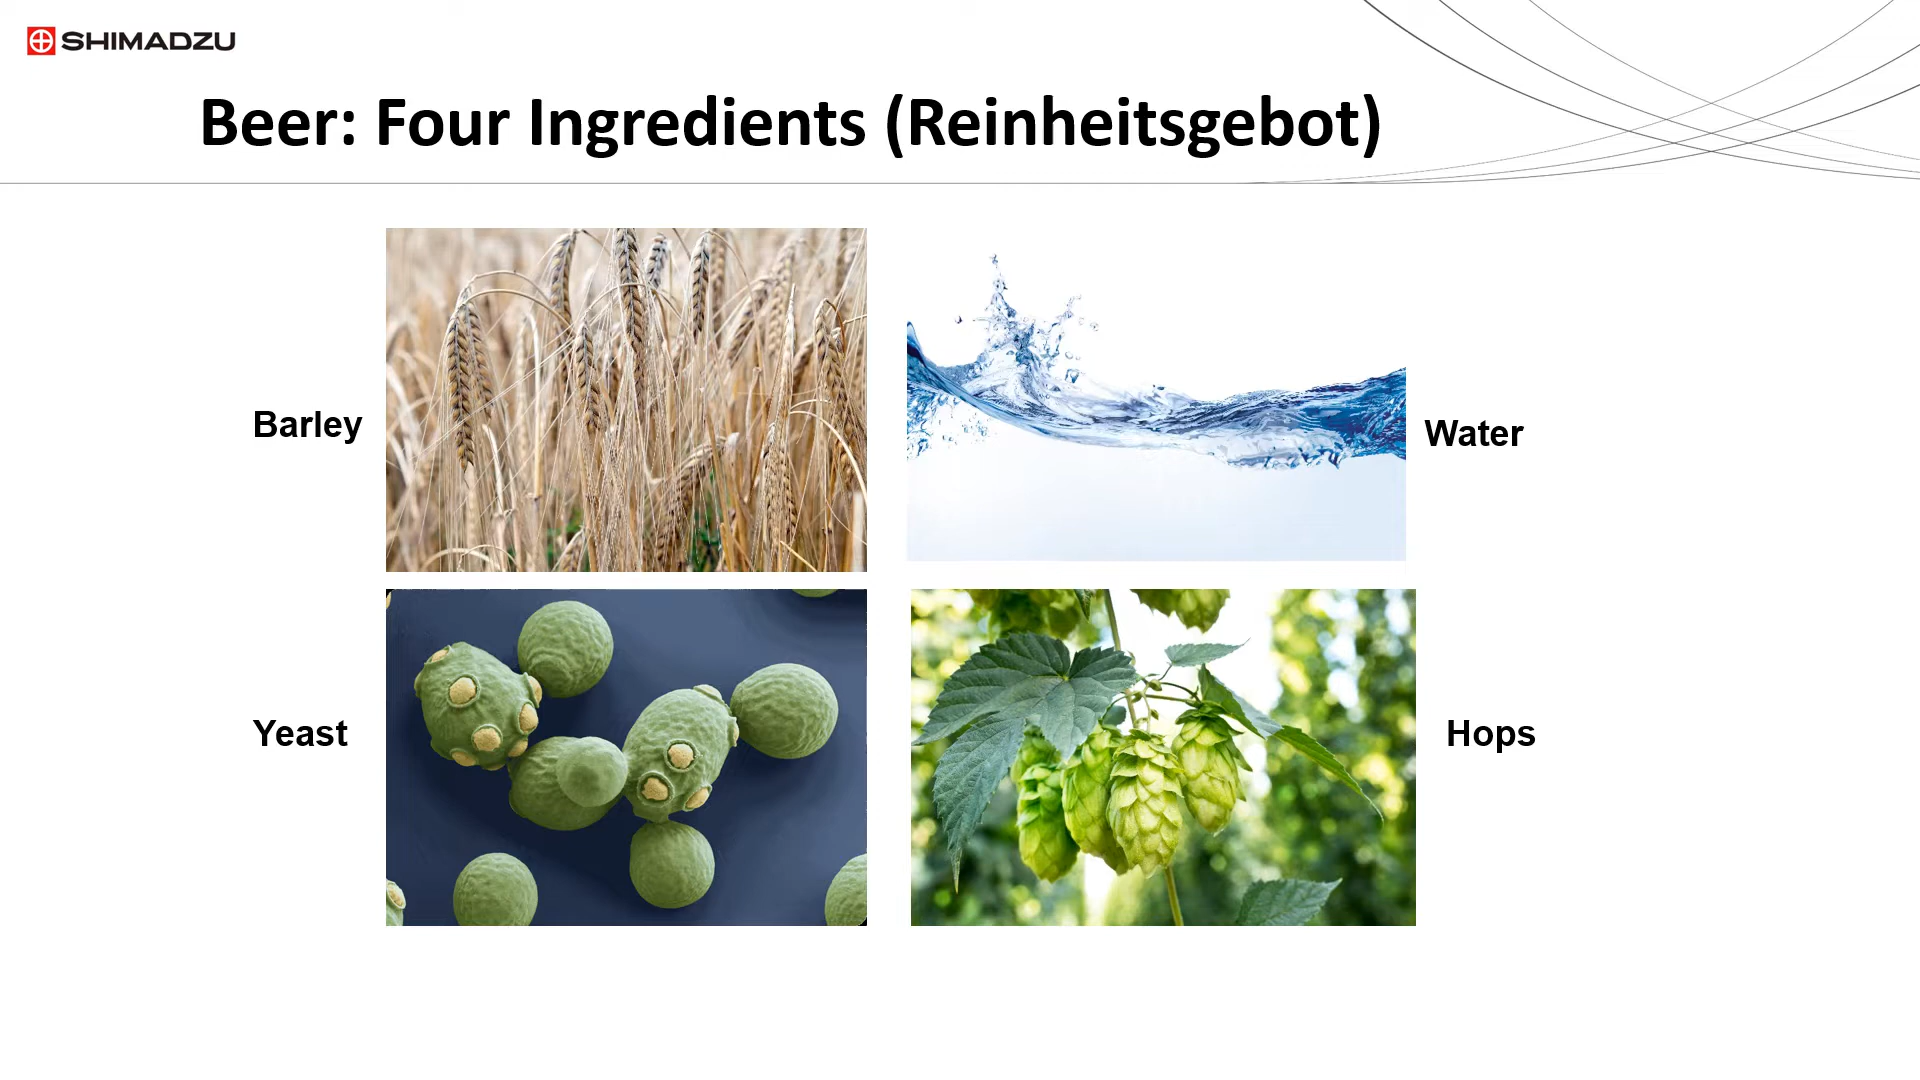 SHIMADZU
Beer: Four Ingredients (Reinheitsgebot)
Barley
Water
Yeast
Hops